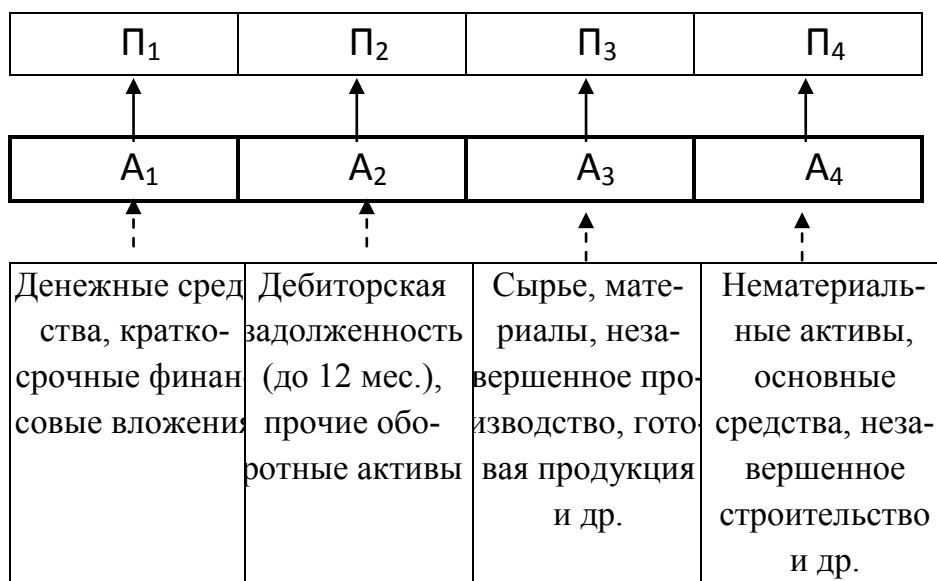 П1 П2 П3 П4
А1 А2 А3 А4
Денежные сред
ства, кратко-
срочные финан-
совые вложения
Дебиторская
задолженность
(до 12 мес.),
прочие обо-
ротные активы
Сырье, мате-
риалы, неза-
вершенное про-
изводство, гото-
вая продукция
и др.
Нематериаль-
ные активы,
основные
средства, неза-
вершенное
строительство
и др.